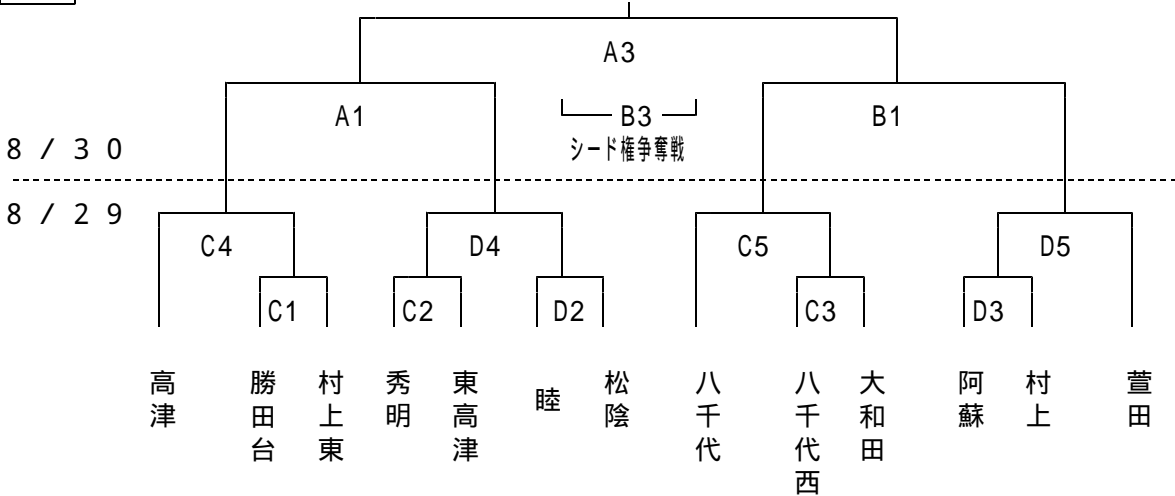 A3
A1
B3
B1
シード権争奪戦
8/30
8/29
C4
D4
C5
D5
C1
C2
D2
C3
D3
高津
勝田台
村上東
秀明
東高津
睦
松陰
八千代
八千代西
大和田
阿蘇
村上
萱田